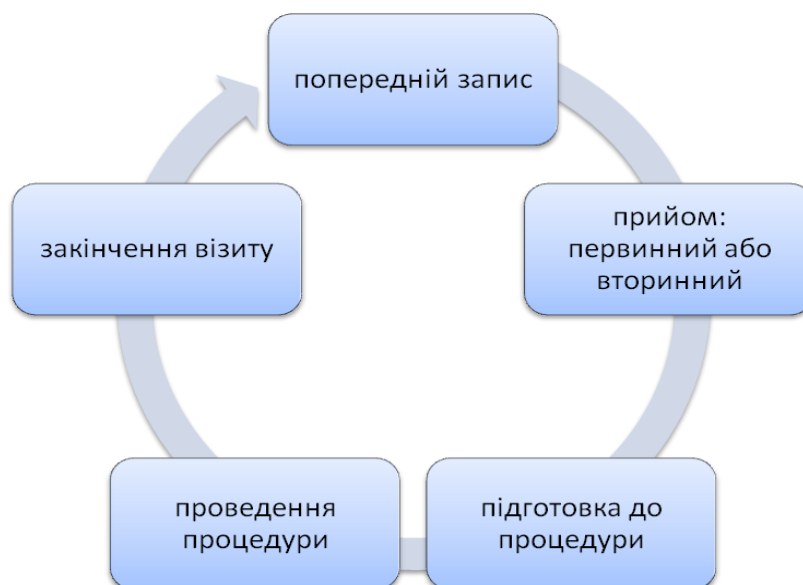 попередній запис
прийом:
первинний або
вторинний
підготовка до
процедури
проведення
процедури
закінчення візиту